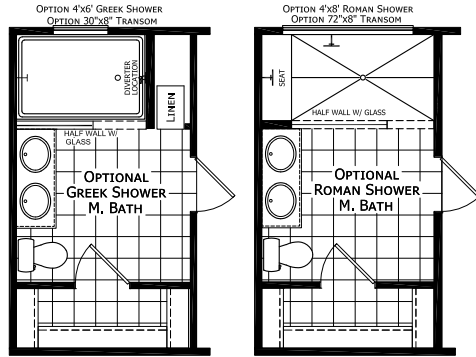 OPTION 4'X6' GREEK SHOWER
OPTION 30"X8" TRANSOM
DIVERTER
LOCATION
LINEN
HALF WALL W/
GLASS
OPTIONAL
GREEK SHOWER
M. BATH
OPTION 4'X8' ROMAN SHOWER
OPTION 72"X8" TRANSOM
SEAT
HALF WALL W/ GLASS
OPTIONAL
ROMAN SHOWER
M. BATH